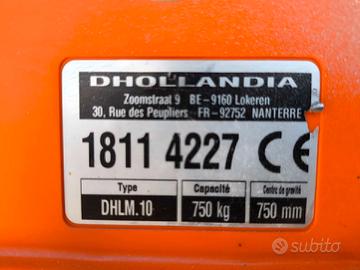 DHOLLANDIA
Zoomstraat 9 BE-9160 Lokeren
30, Rue des Peupliers FR-92752 NANTERRE
1811 4227 CE
Type Capacité Centre de gravité
DHLM.10 750 kg 750 mm
subito